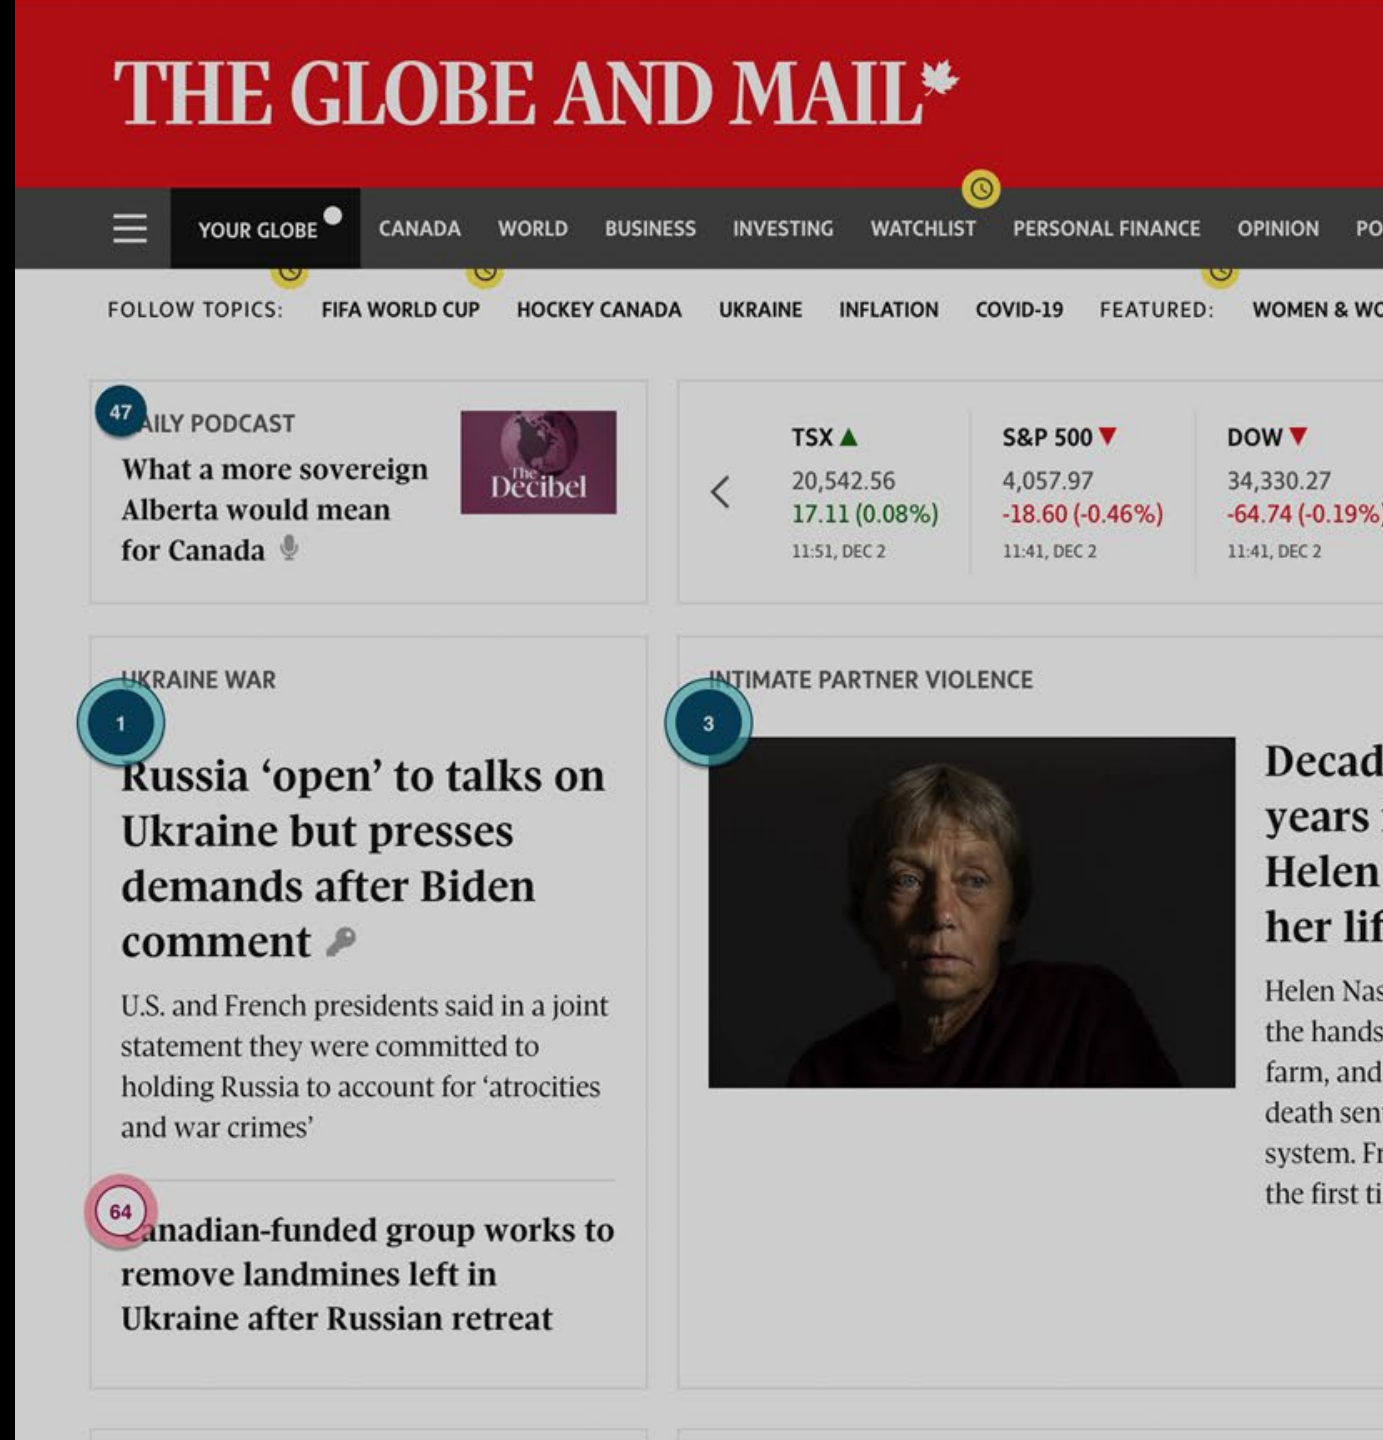 THE GLOBE AND MAIL
YOUR GLOBE CANADA WORLD BUSINESS INVESTING WATCHLIST PERSONAL FINANCE OPINION PO
FOLLOW TOPICS: FIFA WORLD CUP HOCKEY CANADA UKRAINE INFLATION COVID-19 FEATURED: WOMEN & WO
47
AILY PODCAST
What a more sovereign
Alberta would mean
for Canada
The
Decibel
TSX
20,542.56
17.11 (0.08%)
11:51, DEC 2
S&P 500
4,057.97
-18.60 (-0.46%)
11:41, DEC 2
DOW
34,330.27
-64.74 (-0.19%)
11:41, DEC 2
UKRAINE WAR
1
Russia ‘open’ to talks on
Ukraine but presses
demands after Biden
comment
U.S. and French presidents said in a joint
statement they were committed to
holding Russia to account for ‘atrocities
and war crimes’
64
Canadian-funded group works to
remove landmines left in
Ukraine after Russian retreat
INTIMATE PARTNER VIOLENCE
3
Decad
years
Helen
her lif
Helen Nas
the hands
farm, and
death sen
system. Fr
the first ti